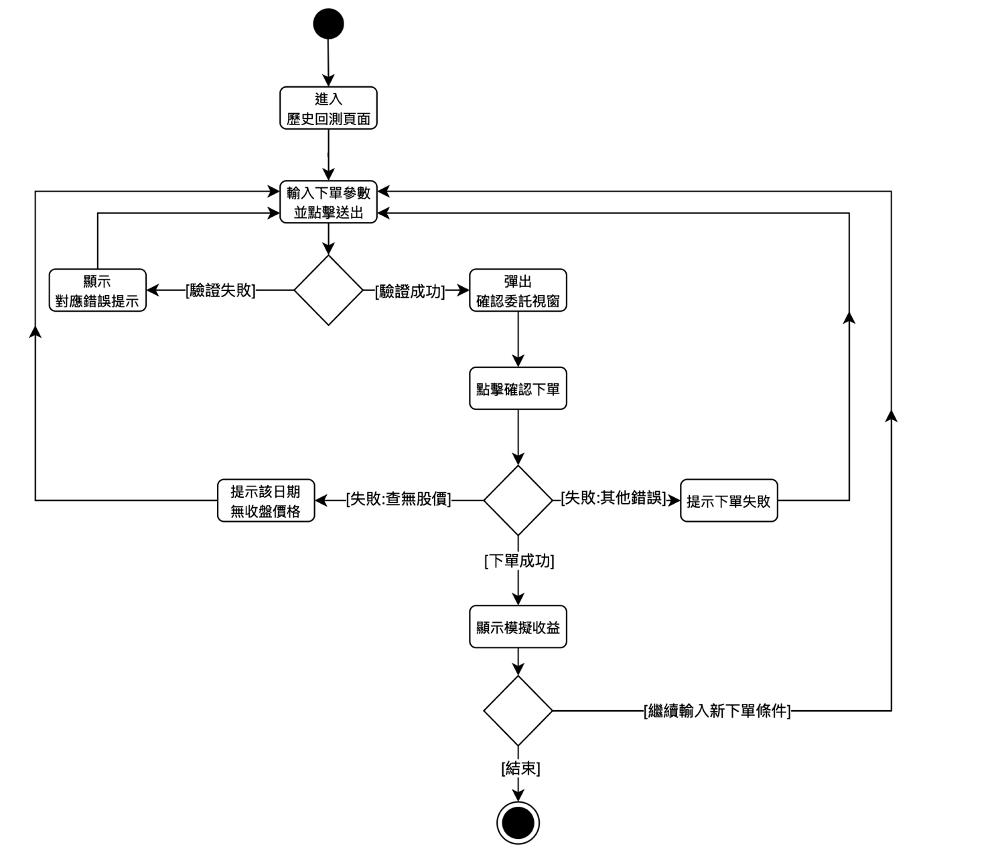 進入
歷史回測頁面
輸入下單參數
並點擊送出
顯示
對應錯誤提示
[驗證失敗]
[驗證成功]
彈出
確認委託視窗
點擊確認下單
提示該日期
無收盤價格
[失敗:查無股價]
[失敗:其他錯誤]
提示下單失敗
[下單成功]
顯示模擬收益
[繼續輸入新下單條件]
[結束]